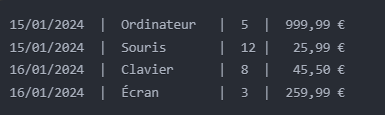 15/01/2024  |  Ordinateur   |  5  |  999,99 €
15/01/2024  |  Souris       |  12 |   25,99 €
16/01/2024  |  Clavier      |  8  |   45,50 €
16/01/2024  |  Écran        |  3  |  259,99 €